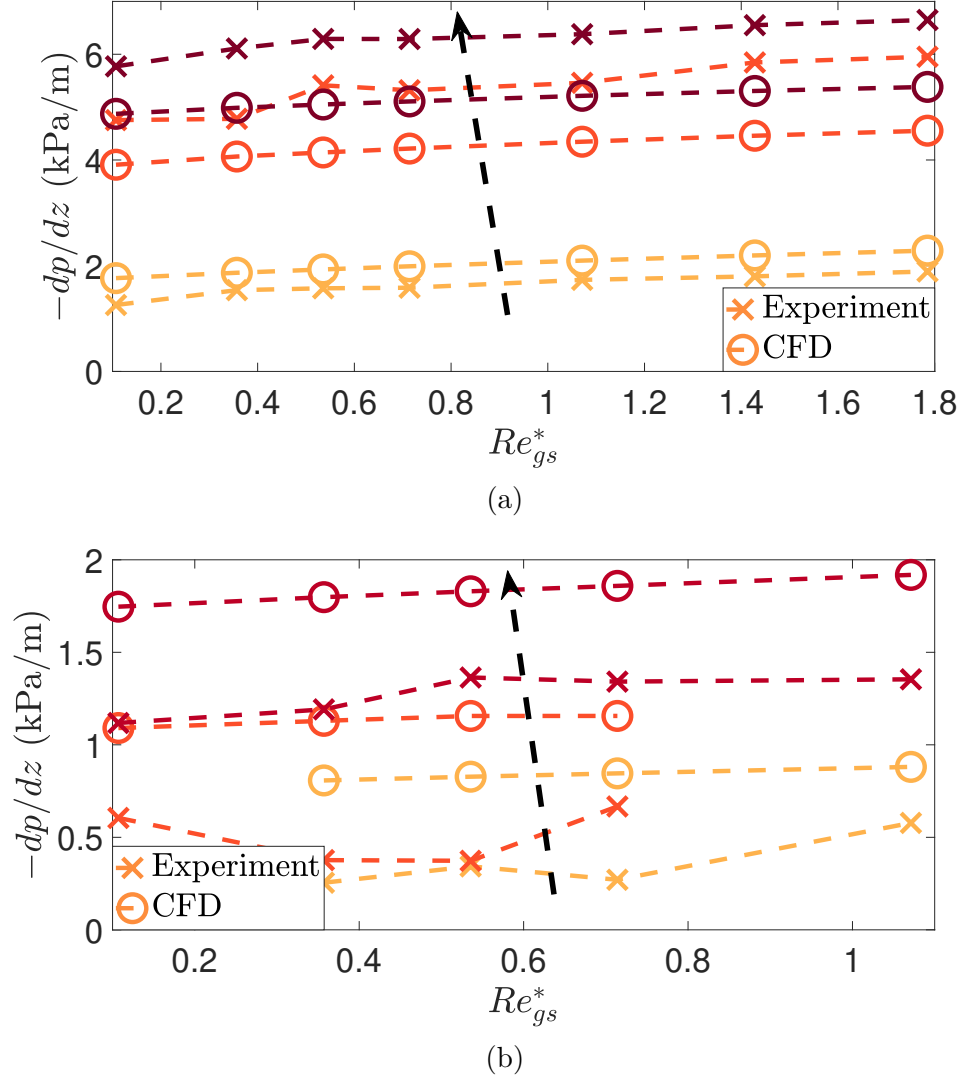 6
4
2
0
−dp/dz (kPa/m)
Experiment
CFD
0.2 0.4 0.6 0.8 1 1.2 1.4 1.6 1.8
Re*gs
(a)
2
1.5
1
0.5
0
−dp/dz (kPa/m)
Experiment
CFD
0.2 0.4 0.6 0.8 1
Re*gs
(b)